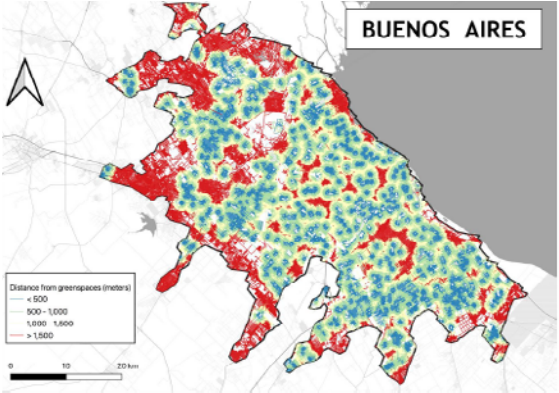 BUENOS AIRES
Distance from greenspaces (meters)
< 500
500 - 1,000
1,000 1,500
> 1,500
0 10 20 km